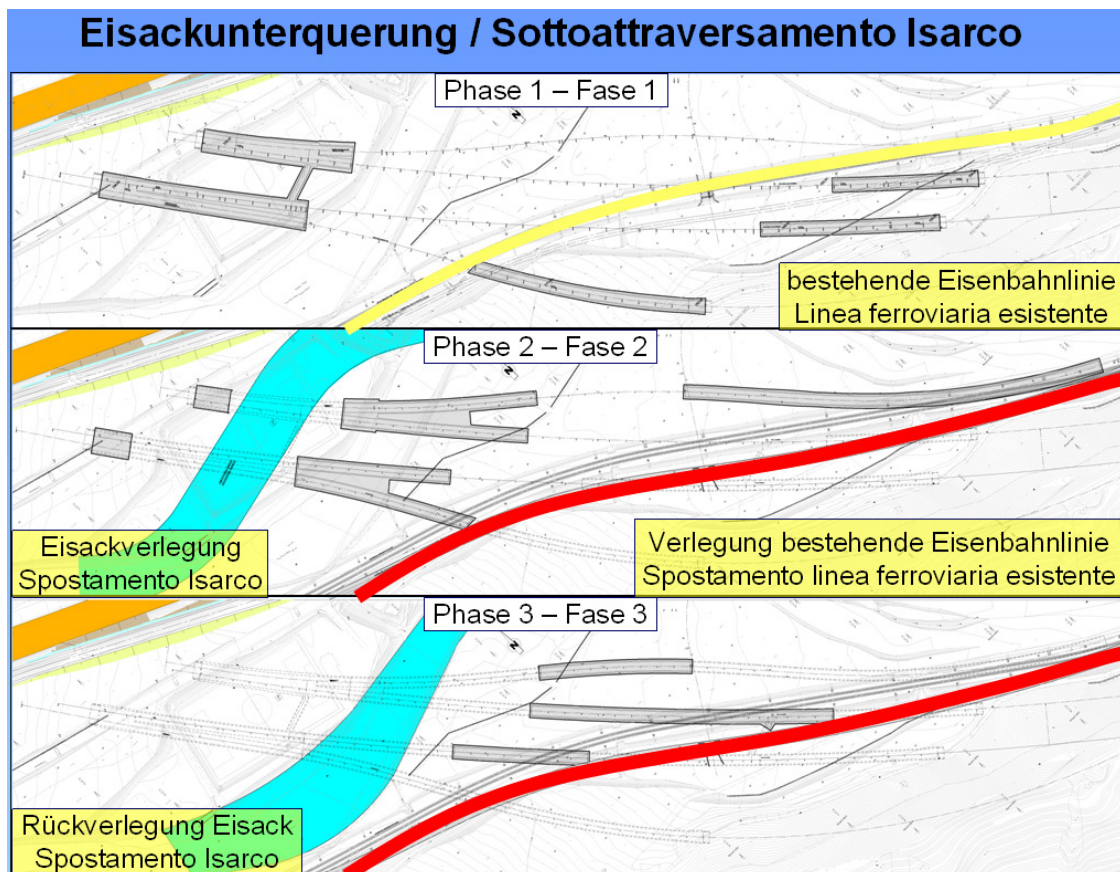 Eisackunterquerung / Sottoattraversamento Isarco
Phase 1 – Fase 1
N
bestehende Eisenbahnlinie
Linea ferroviaria esistente
Phase 2 – Fase 2
N
Eisackverlegung
Spostamento Isarco
Verlegung bestehende Eisenbahnlinie
Spostamento linea ferroviaria esistente
Phase 3 – Fase 3
N
Rückverlegung Eisack
Spostamento Isarco